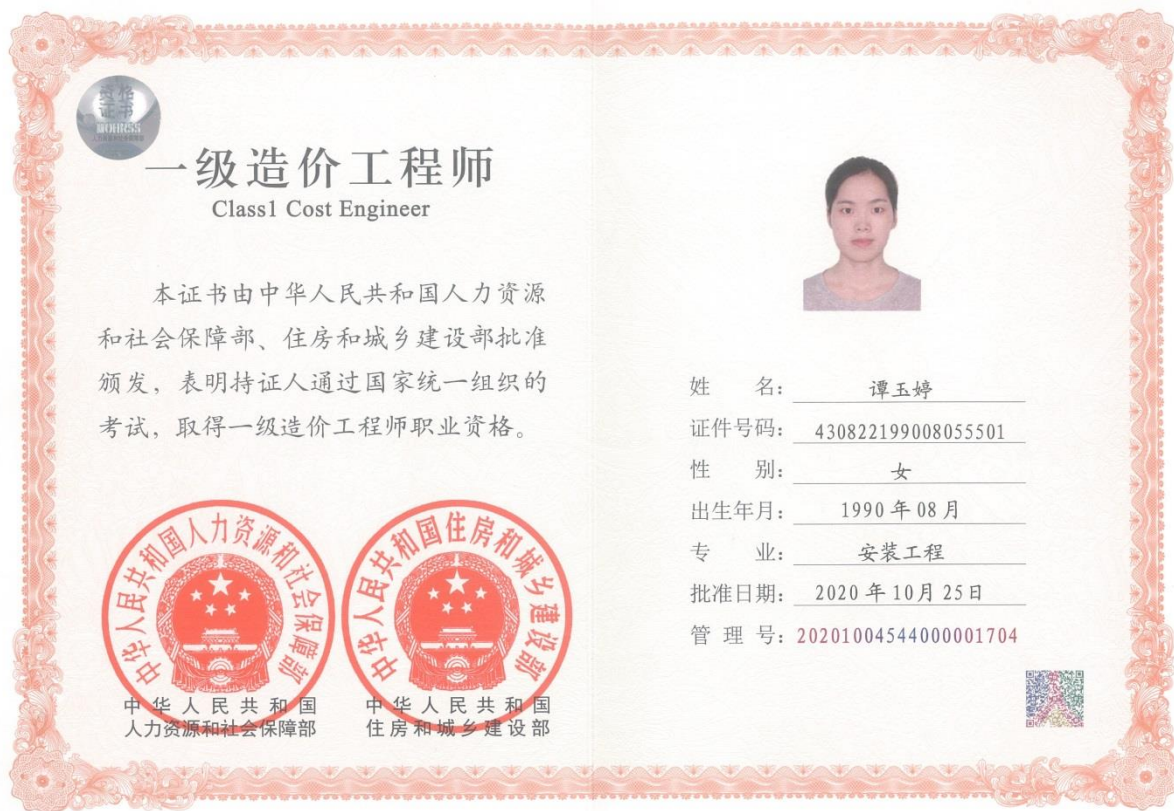 资格
证书
MOHRSS
一级造价工程师
Class1 Cost Engineer
本证书由中华人民共和国人力资源
和社会保障部、住房和城乡建设部批准
颁发，表明持证人通过国家统一组织的
考试，取得一级造价工程师职业资格。
中华人民共和国人力资源和社会保障部
中华人民共和国住房和城乡建设部
中华人民共和国
人力资源和社会保障部
中华人民共和国
住房和城乡建设部
姓 名：谭玉婷
证件号码：430822199008055501
性 别：女
出生年月：1990年08月
专 业：安装工程
批准日期：2020年10月25日
管 理 号：20201004544000001704